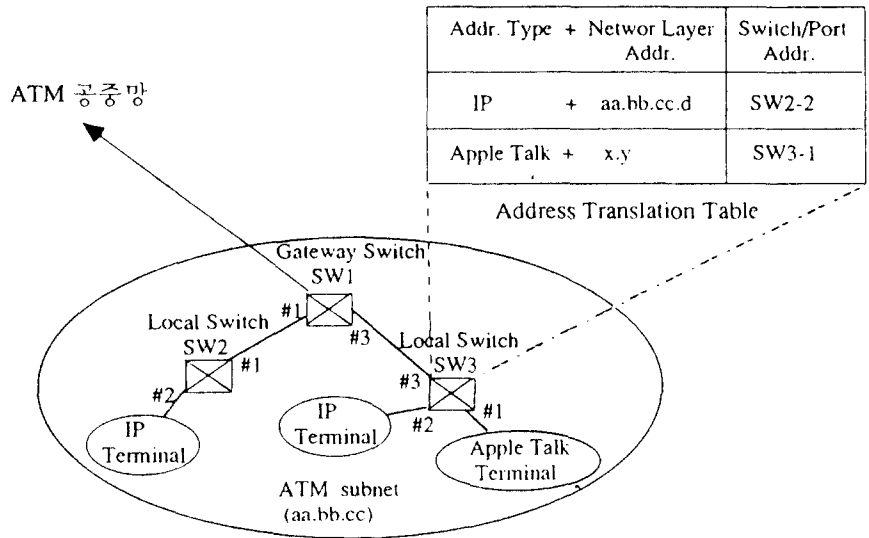 Addr. Type + Networ Layer Addr.
Switch/Port Addr.
IP + aa.bb.cc.d
SW2-2
Apple Talk + x.y
SW3-1
Address Translation Table
ATM 공중망
Gateway Switch
SW1
#1
#3
Local Switch
SW2
#1
#2
Local Switch
SW3
#3
#2
#1
IP
Terminal
IP
Terminal
Apple Talk
Terminal
ATM subnet
(aa.bb.cc)